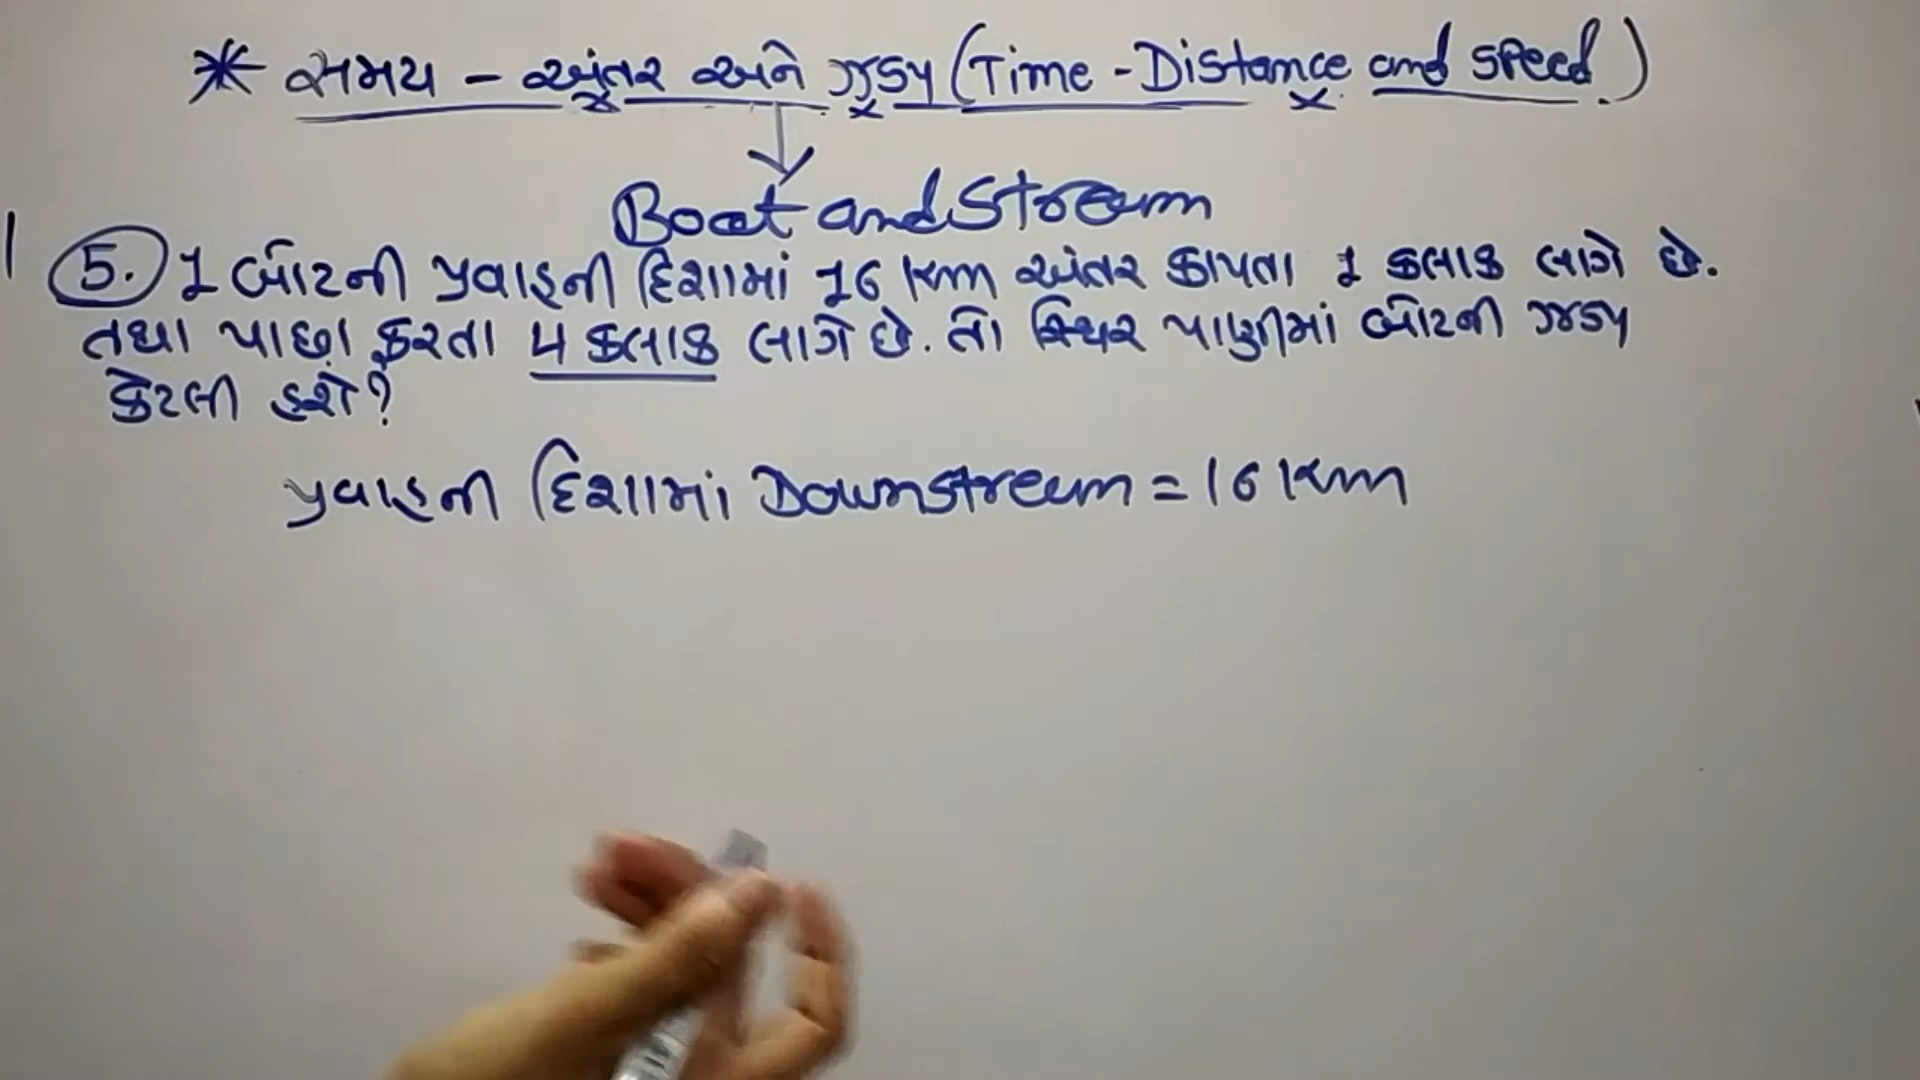 * સમય - અંતર અને ઝડપ (Time - Distance and speed)
Boat and Stream
5. 1 બોટની પ્રવાહની દિશામાં 16 Km અંતર કાપતા 1 કલાક લાગે છે.
તથા પાછા ફરતા 4 કલાક લાગે છે. તો સ્થિર પાણીમાં બોટની ઝડપ
કેટલી હશે?
પ્રવાહની દિશામાં Downstream = 16 Km